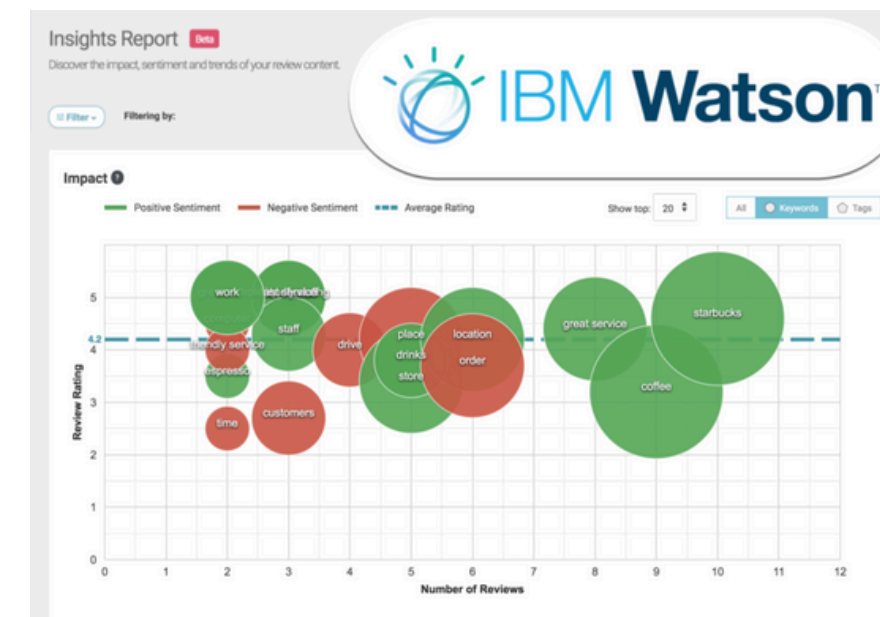 Insights Report Beta
Discover the impact, sentiment and trends of your review content.
IBM Watson™
Filter
Filtering by:
Impact ?
Positive Sentiment Negative Sentiment Average Rating
Show top: 20 All Keywords Tags
Review Rating
5
4.2
4
3
2
1
0
work
staff
friendly service
espresso
time
customers
drive
place
drinks
store
location
order
great service
coffee
starbucks
0 1 2 3 4 5 6 7 8 9 10 11 12
Number of Reviews